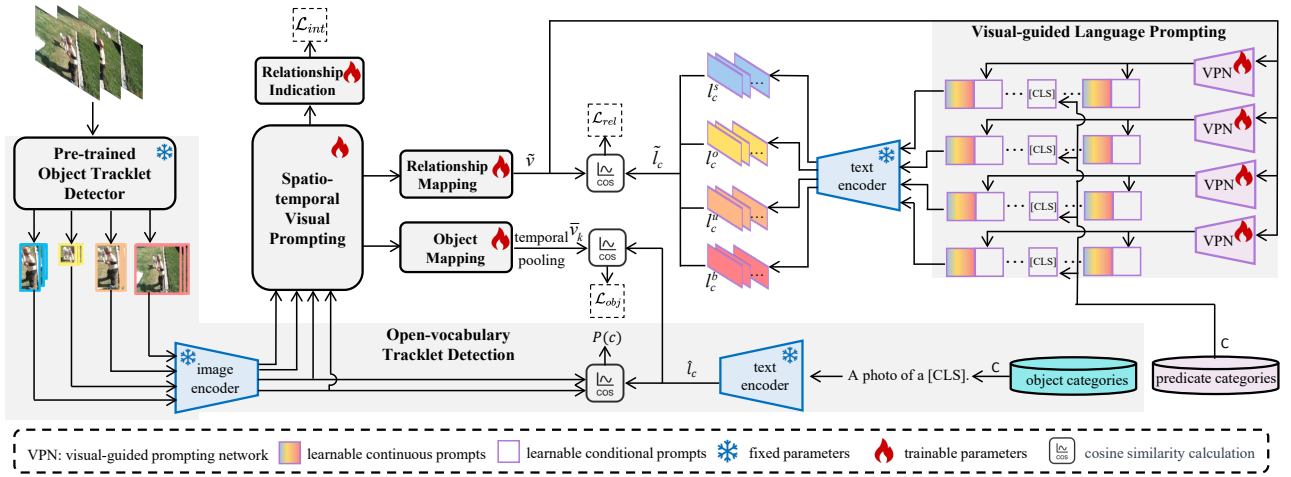 Visual-guided Language Prompting
ℒ_int
Relationship
Indication
VPN
... [CLS] ...
l_c^s
...
ℒ_rel
Pre-trained
Object Tracklet
Detector
Spatio-
temporal
Visual
Prompting
Relationship
Mapping
ṽ
cos
l̃_c
l_c^o
...
text
encoder
VPN
... [CLS] ...
VPN
... [CLS] ...
l_c^u
...
Object
Mapping
temporal v̄_k
pooling
cos
VPN
... [CLS] ...
l_c^b
...
ℒ_obj
Open-vocabulary
Tracklet Detection
P(c)
image
encoder
cos
l̂_c
text
encoder
A photo of a [CLS].
C
object categories
C
predicate categories
VPN: visual-guided prompting network
learnable continuous prompts
learnable conditional prompts
fixed parameters
trainable parameters
cos
cosine similarity calculation